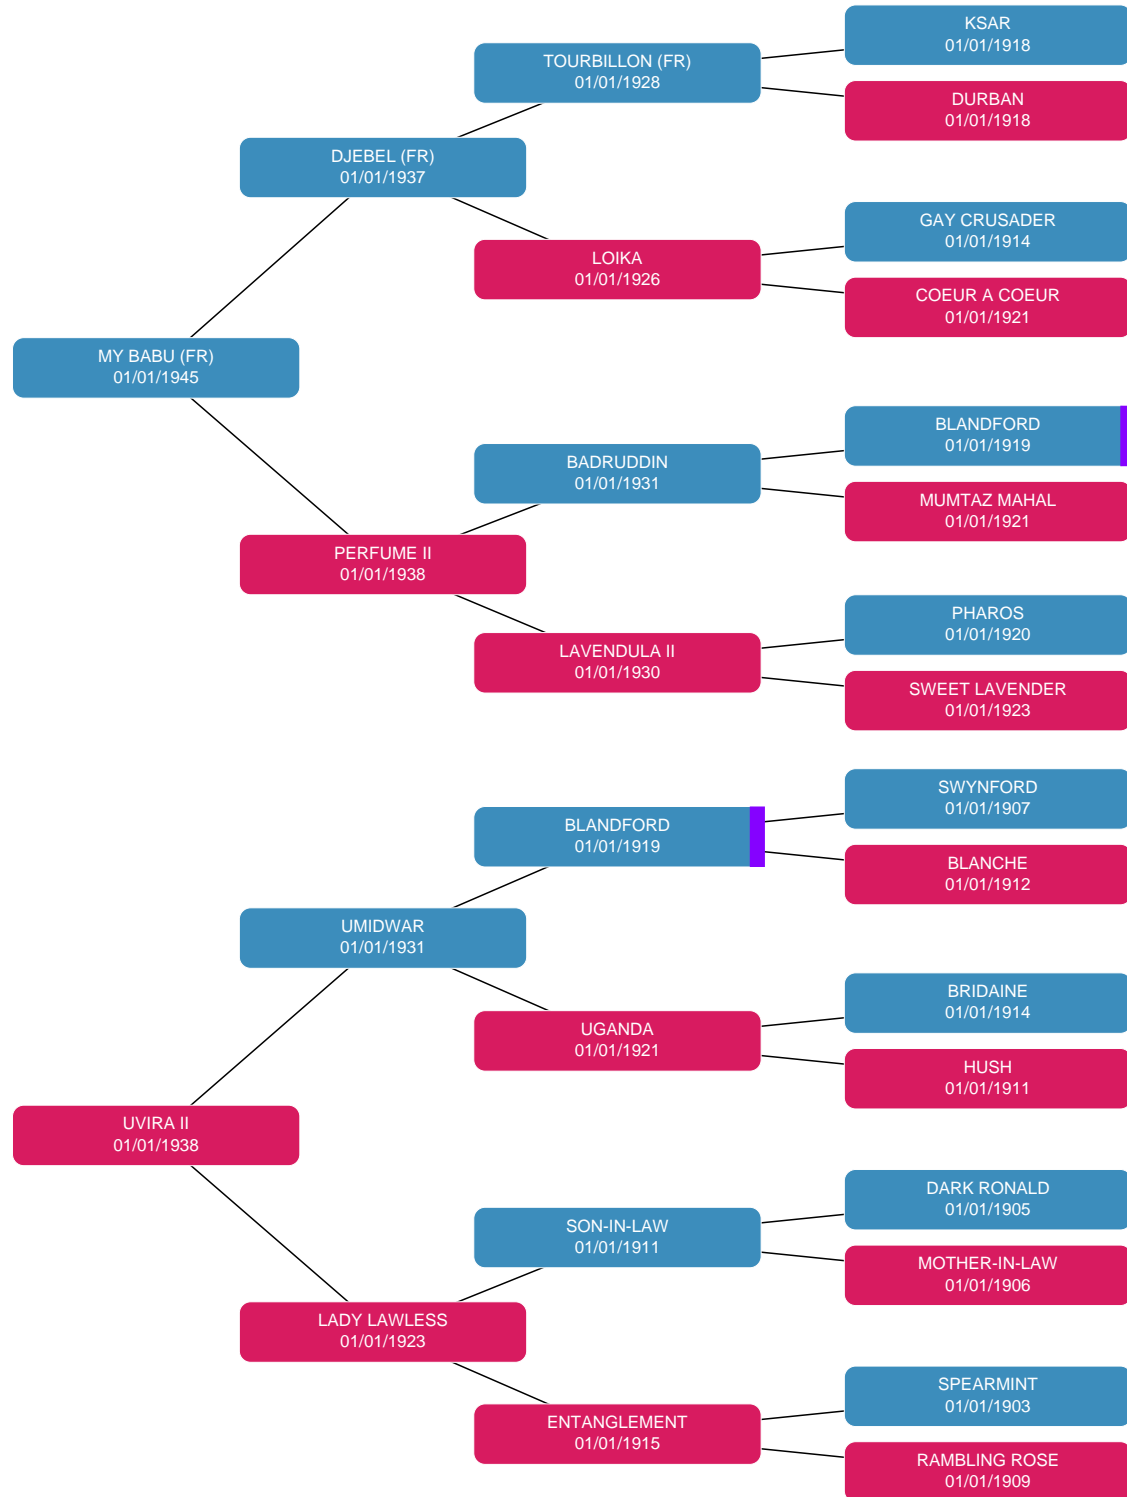 KSAR
01/01/1918
TOURBILLON (FR)
01/01/1928
DURBAN
01/01/1918
DJEBEL (FR)
01/01/1937
GAY CRUSADER
01/01/1914
LOIKA
01/01/1926
COEUR A COEUR
01/01/1921
MY BABU (FR)
01/01/1945
BLANDFORD
01/01/1919
BADRUDDIN
01/01/1931
MUMTAZ MAHAL
01/01/1921
PERFUME II
01/01/1938
PHAROS
01/01/1920
LAVENDULA II
01/01/1930
SWEET LAVENDER
01/01/1923
SWYNFORD
01/01/1907
BLANDFORD
01/01/1919
BLANCHE
01/01/1912
UMIDWAR
01/01/1931
BRIDAINE
01/01/1914
UGANDA
01/01/1921
HUSH
01/01/1911
UVIRA II
01/01/1938
DARK RONALD
01/01/1905
SON-IN-LAW
01/01/1911
MOTHER-IN-LAW
01/01/1906
LADY LAWLESS
01/01/1923
SPEARMINT
01/01/1903
ENTANGLEMENT
01/01/1915
RAMBLING ROSE
01/01/1909